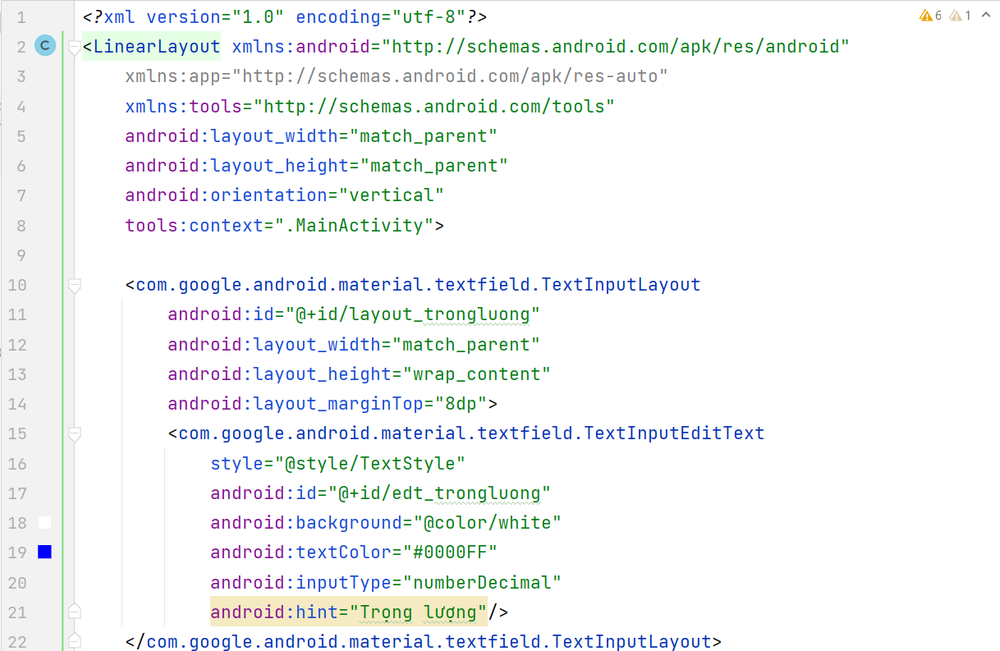 6 1
1 <?xml version="1.0" encoding="utf-8"?>
2 C <LinearLayout xmlns:android="http://schemas.android.com/apk/res/android"
3 xmlns:app="http://schemas.android.com/apk/res-auto"
4 xmlns:tools="http://schemas.android.com/tools"
5 android:layout_width="match_parent"
6 android:layout_height="match_parent"
7 android:orientation="vertical"
8 tools:context=".MainActivity">
9
10 <com.google.android.material.textfield.TextInputLayout
11 android:id="@+id/layout_trongluong"
12 android:layout_width="match_parent"
13 android:layout_height="wrap_content"
14 android:layout_marginTop="8dp">
15 <com.google.android.material.textfield.TextInputEditText
16 style="@style/TextStyle"
17 android:id="@+id/edt_trongluong"
18 android:background="@color/white"
19 android:textColor="#0000FF"
20 android:inputType="numberDecimal"
21 android:hint="Trọng lượng"/>
22 </com.google.android.material.textfield.TextInputLayout>